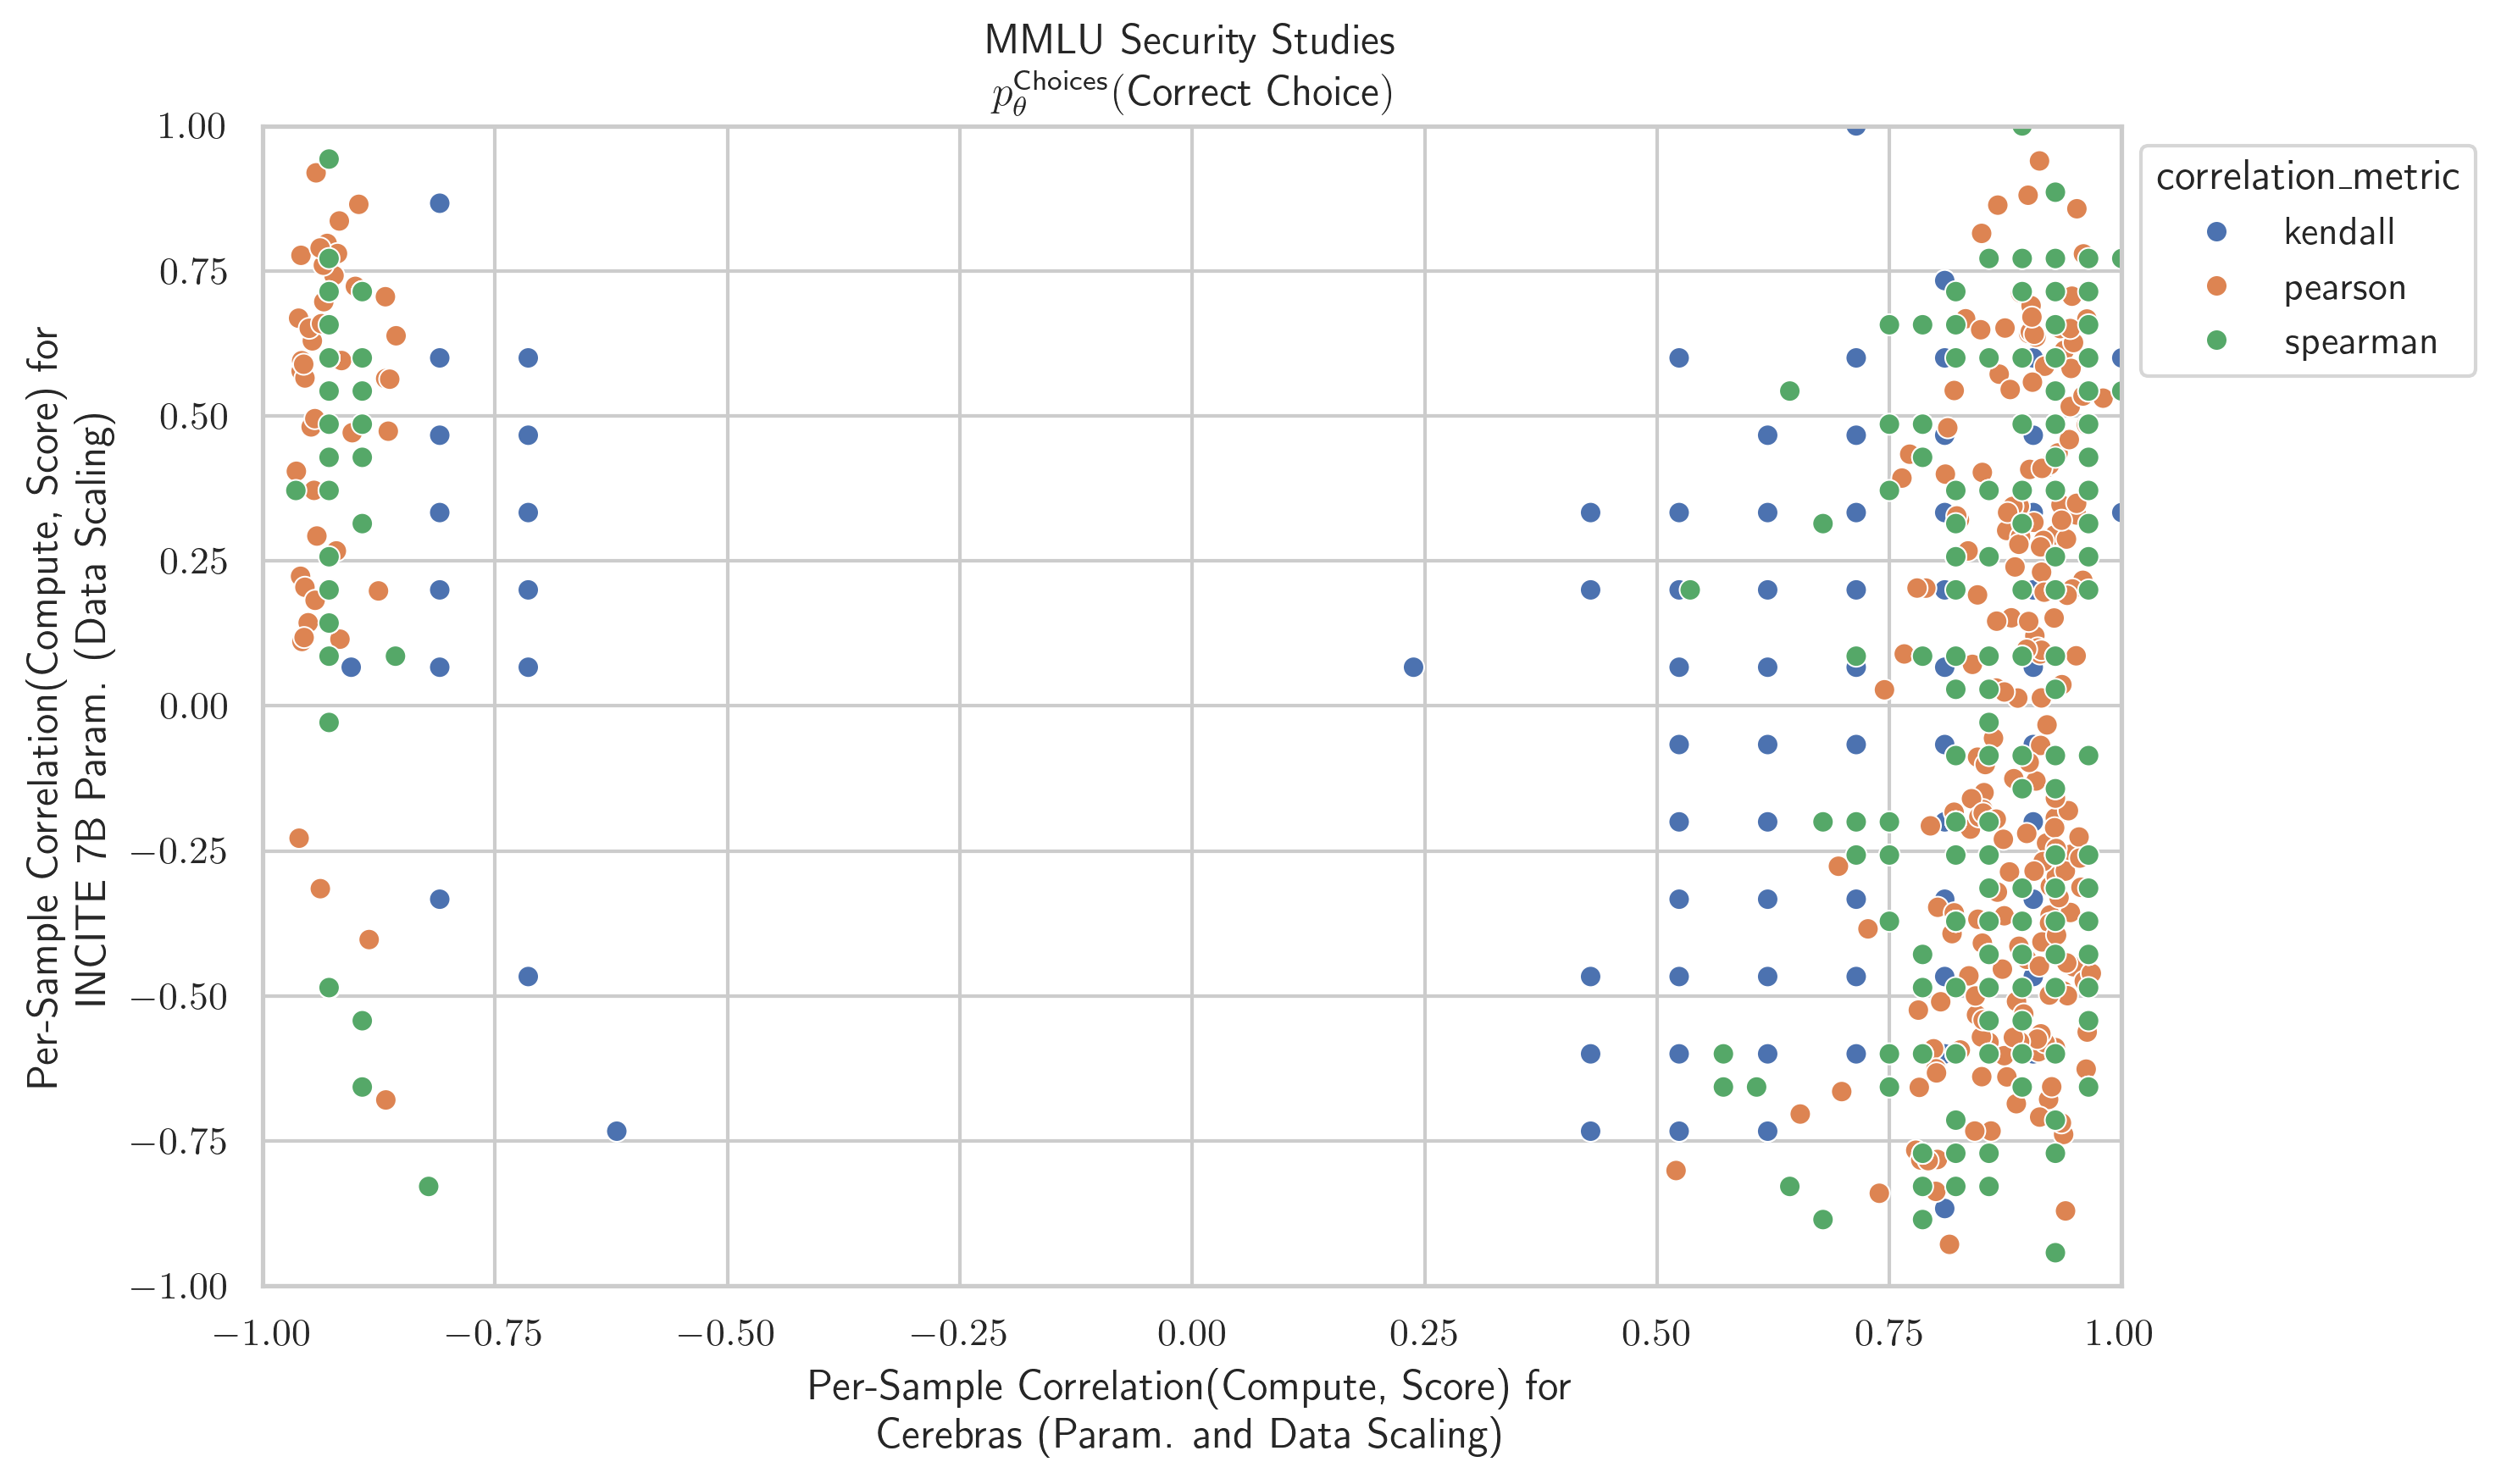 MMLU Security Studies
p_θ^Choices(Correct Choice)
1.00
0.75
0.50
0.25
0.00
−0.25
−0.50
−0.75
−1.00
Per-Sample Correlation(Compute, Score) for
INCITE 7B Param. (Data Scaling)
correlation_metric
kendall
pearson
spearman
−1.00 −0.75 −0.50 −0.25 0.00 0.25 0.50 0.75 1.00
Per-Sample Correlation(Compute, Score) for
Cerebras (Param. and Data Scaling)